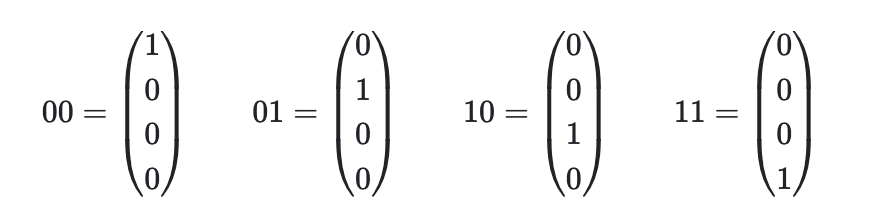 00 = (1 0 0 0) 01 = (0 1 0 0) 10 = (0 0 1 0) 11 = (0 0 0 1)